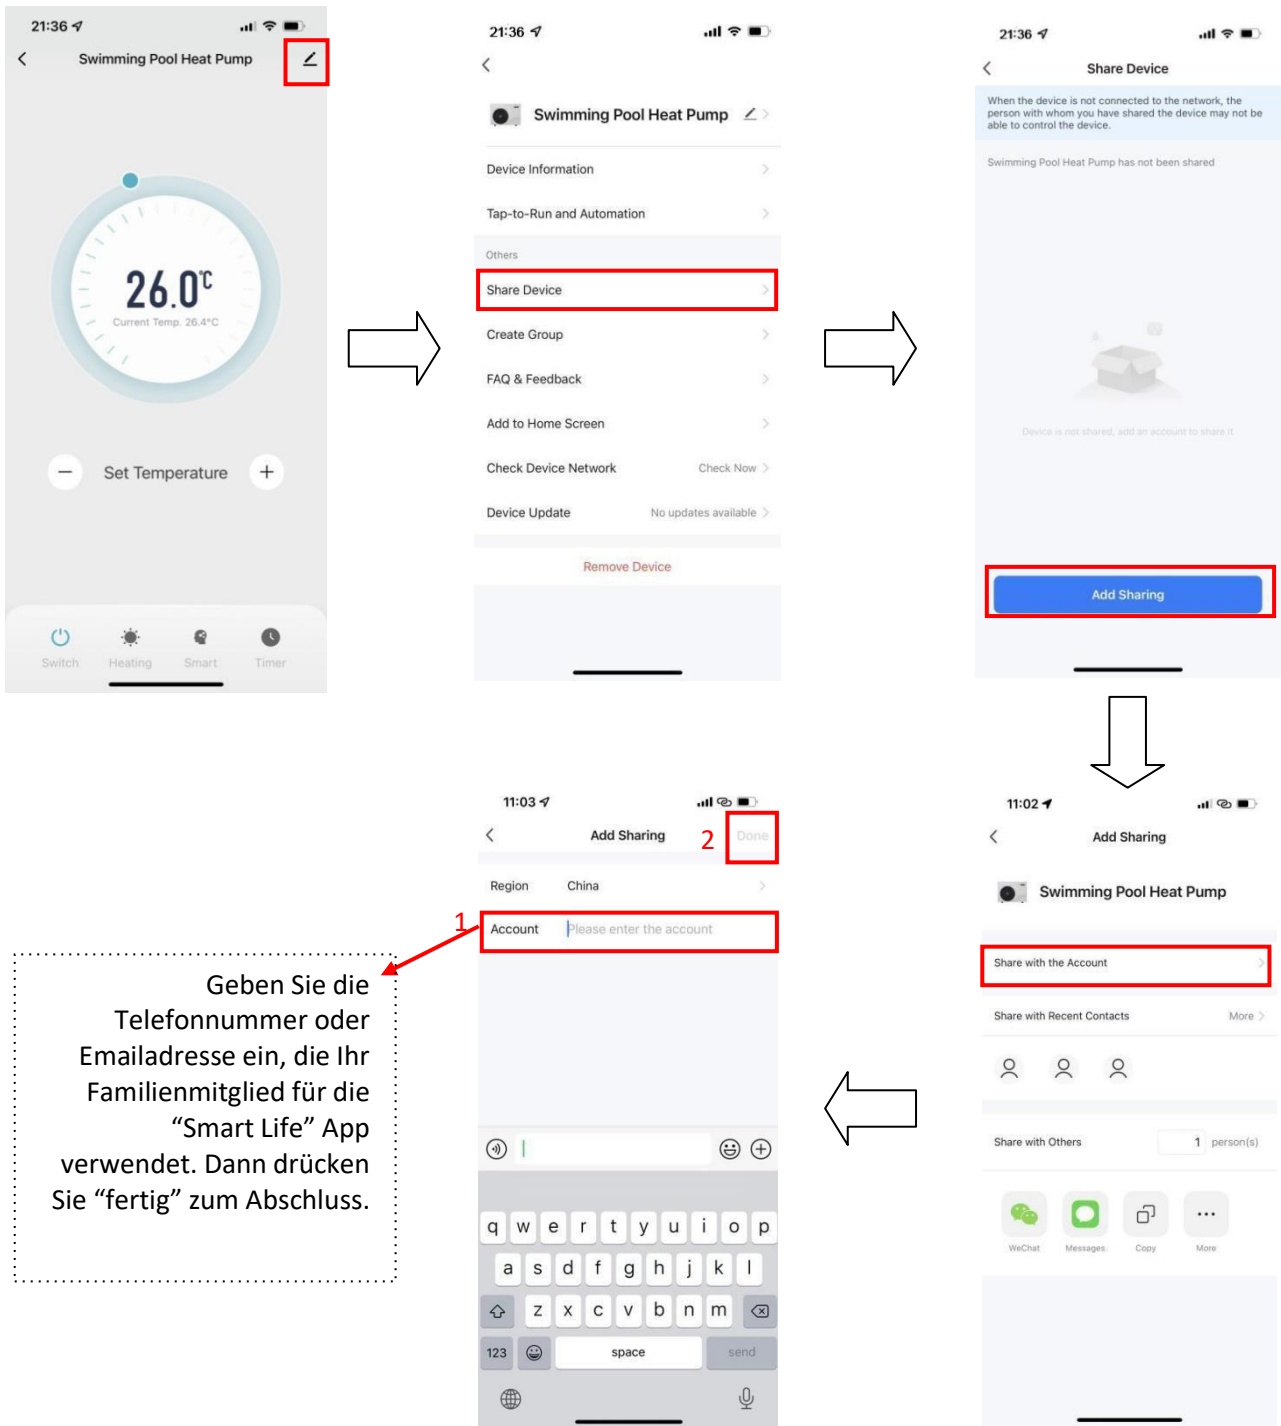 21:36
Swimming Pool Heat Pump
26.0°C
Current Temp. 26.4°C
Set Temperature
Switch
Heating
Smart
Timer
21:36
Swimming Pool Heat Pump
Device Information
Tap-to-Run and Automation
Others
Share Device
Create Group
FAQ & Feedback
Add to Home Screen
Check Device Network Check Now
Device Update No updates available
Remove Device
21:36
Share Device
When the device is not connected to the network, the
person with whom you have shared the device may not be
able to control the device.
Swimming Pool Heat Pump has not been shared
Device is not shared, add an account to share it.
Add Sharing
11:02
Add Sharing
Swimming Pool Heat Pump
Share with the Account
Share with Recent Contacts More
Share with Others 1 person(s)
WeChat
Messages
Copy
More
11:03
Add Sharing 2 Done
Region China
1 Account Please enter the account
q w e r t y u i o p
a s d f g h j k l
z x c v b n m
123 space send
Geben Sie die
Telefonnummer oder
Emailadresse ein, die Ihr
Familienmitglied für die
“Smart Life” App
verwendet. Dann drücken
Sie “fertig” zum Abschluss.